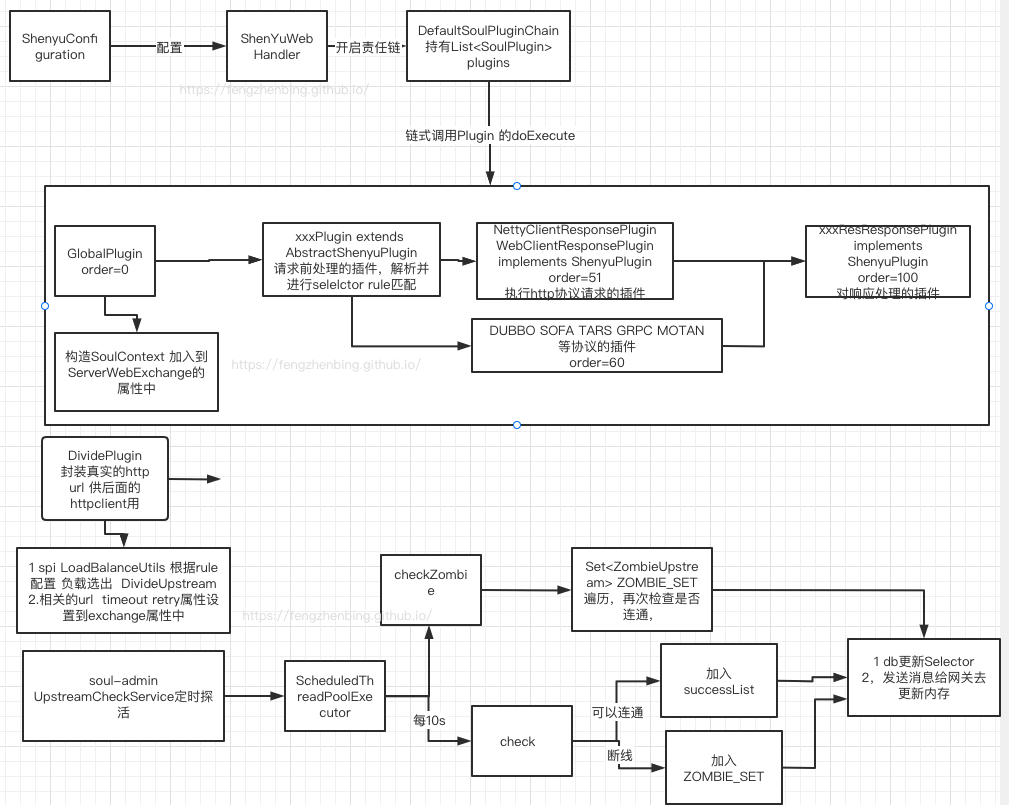 ShenyuConfi
guration
配置
ShenYuWeb
Handler
开启责任链
DefaultSoulPluginChain
持有List<SoulPlugin>
plugins
https://fengzhenbing.github.io/
链式调用Plugin 的doExecute
GlobalPlugin
order=0
xxxPlugin extends
AbstractShenyuPlugin
请求前处理的插件，解析并
进行selelctor rule匹配
NettyClientResponsePlugin
WebClientResponsePlugin
implements ShenyuPlugin
order=51
执行http协议请求的插件
xxxResResponsePlugin
implements
ShenyuPlugin
order=100
对响应处理的插件
DUBBO SOFA TARS GRPC MOTAN
等协议的插件
order=60
构造SoulContext 加入到
ServerWebExchange的
属性中
https://fengzhenbing.github.io/
DividePlugin
封装真实的http
url 供后面的
httpclient用
1 spi LoadBalanceUtils 根据rule
配置 负载选出 DivideUpstream
2.相关的url timeout retry属性设
置到exchange属性中
https://fengzhenbing.github.io/
checkZombi
e
Set<ZombieUpstre
am> ZOMBIE_SET
遍历，再次检查是否
连通，
soul-admin
UpstreamCheckService定时探
活
ScheduledTh
readPoolExe
cutor
每10s
check
可以连通
断线
加入
successList
加入
ZOMBIE_SET
1 db更新Selector
2，发送消息给网关去
更新内存